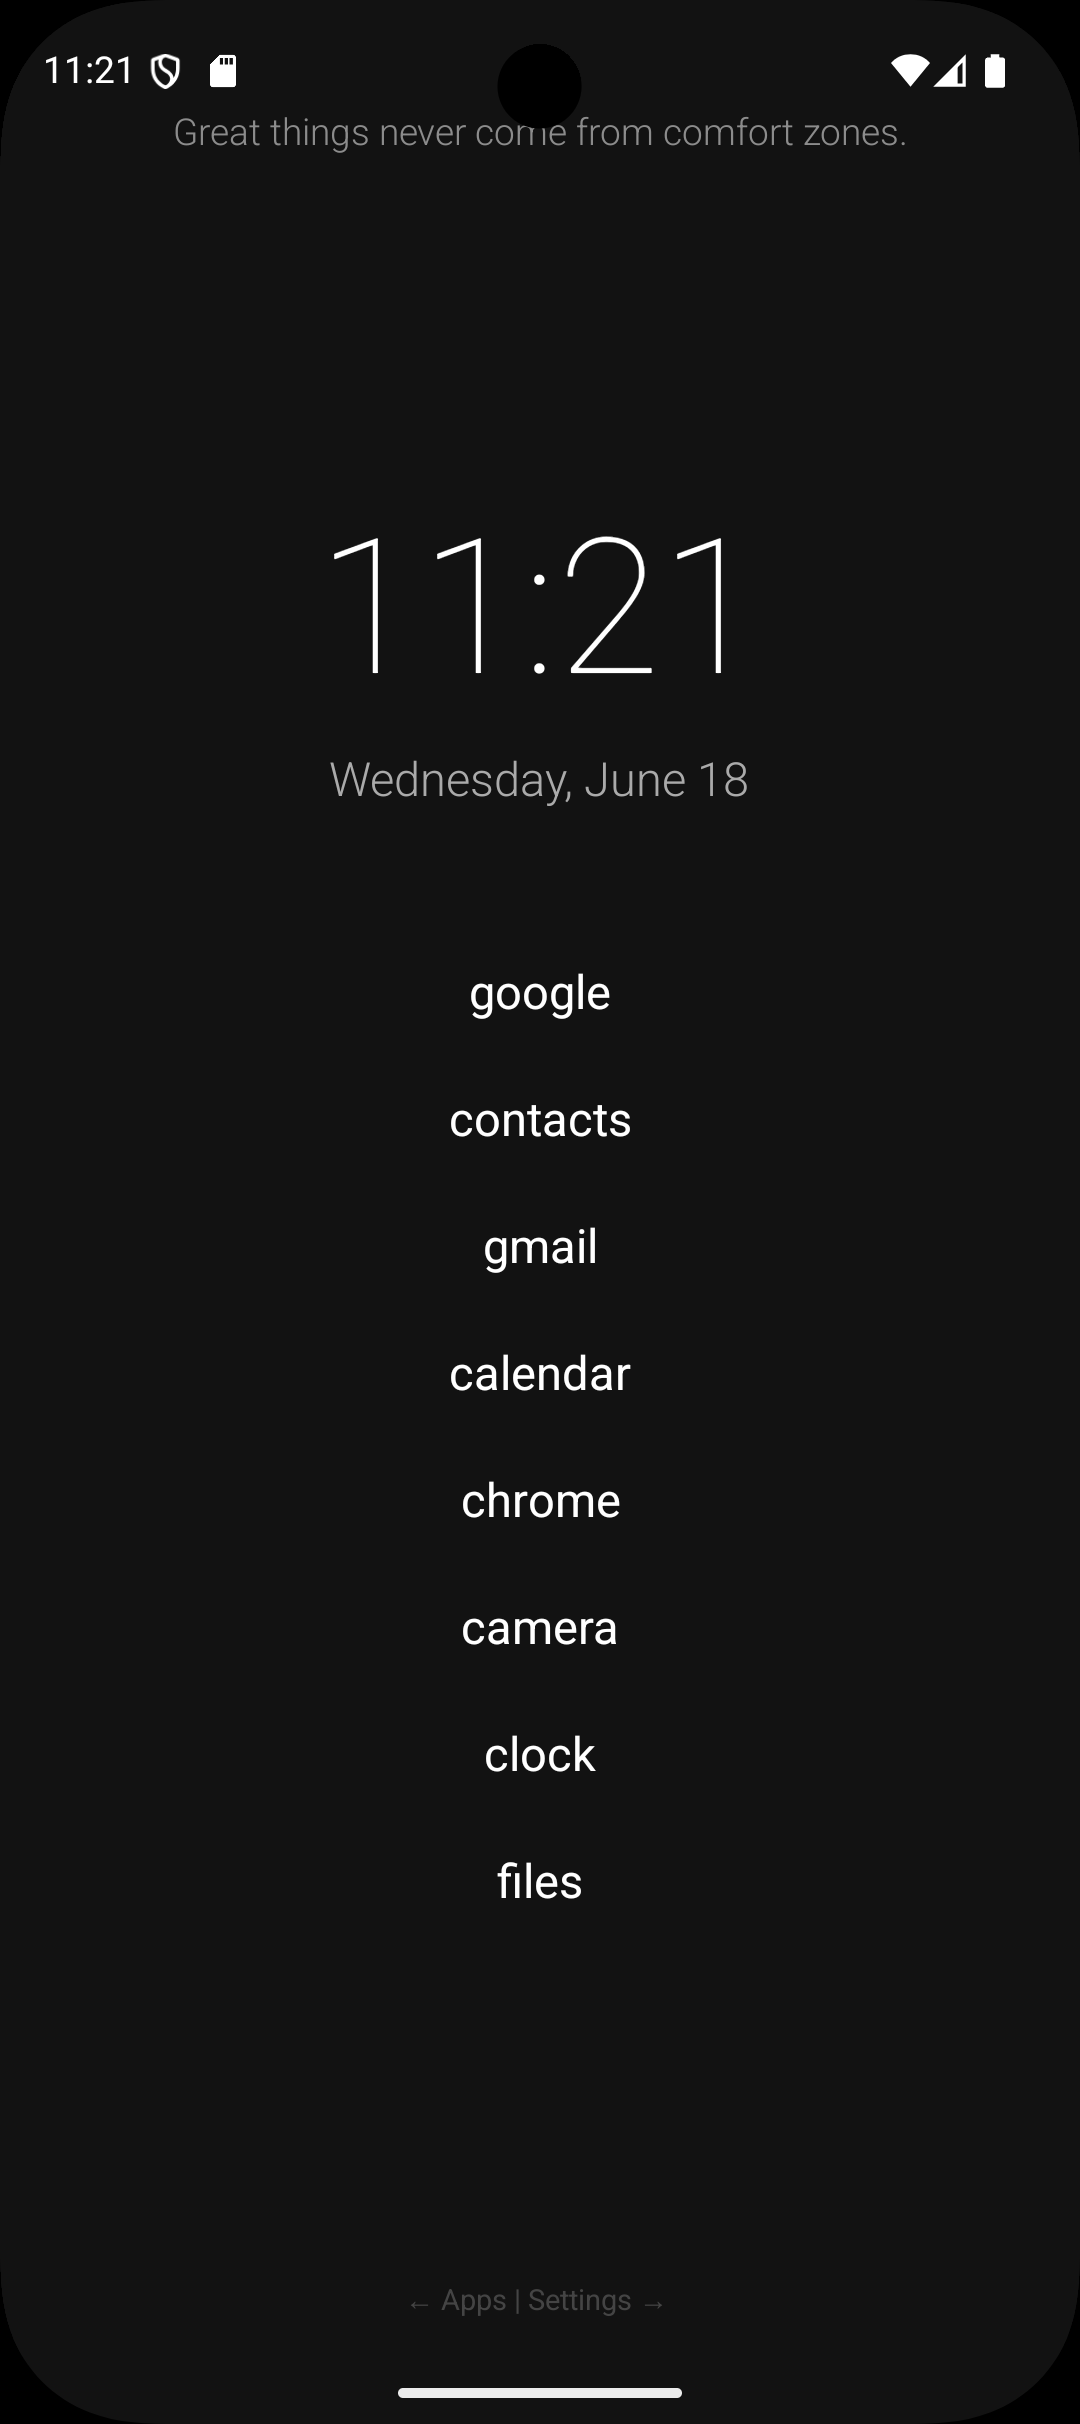 11:21
Great things never come from comfort zones.
11:21
Wednesday, June 18
google
contacts
gmail
calendar
chrome
camera
clock
files
← Apps | Settings →